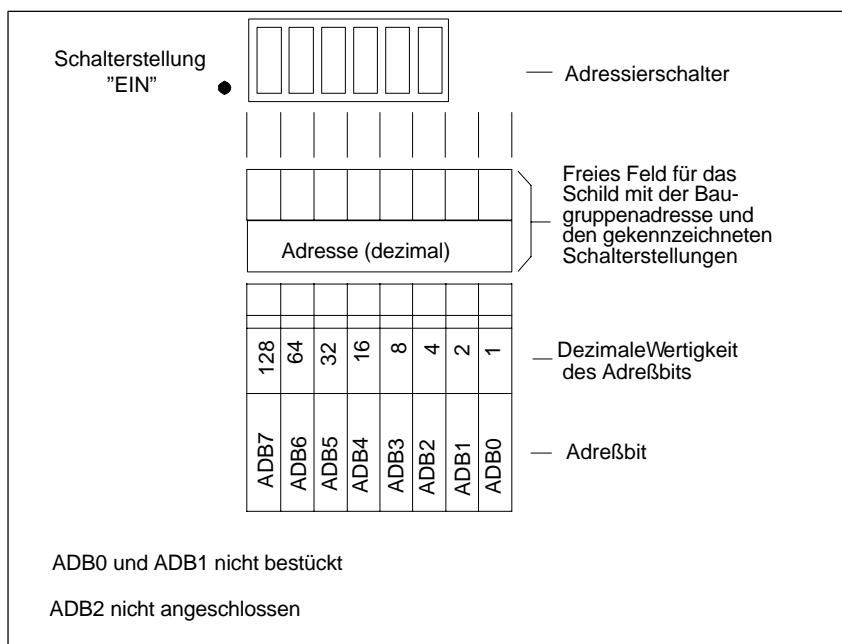 Schalterstellung
”EIN”
Adressierschalter
Freies Feld für das
Schild mit der Bau-
gruppenadresse und
den gekennzeichneten
Schalterstellungen
Adresse (dezimal)
128 64 32 16 8 4 2 1
DezimaleWertigkeit
des Adreßbits
ADB7 ADB6 ADB5 ADB4 ADB3 ADB2 ADB1 ADB0
Adreßbit
ADB0 und ADB1 nicht bestückt
ADB2 nicht angeschlossen